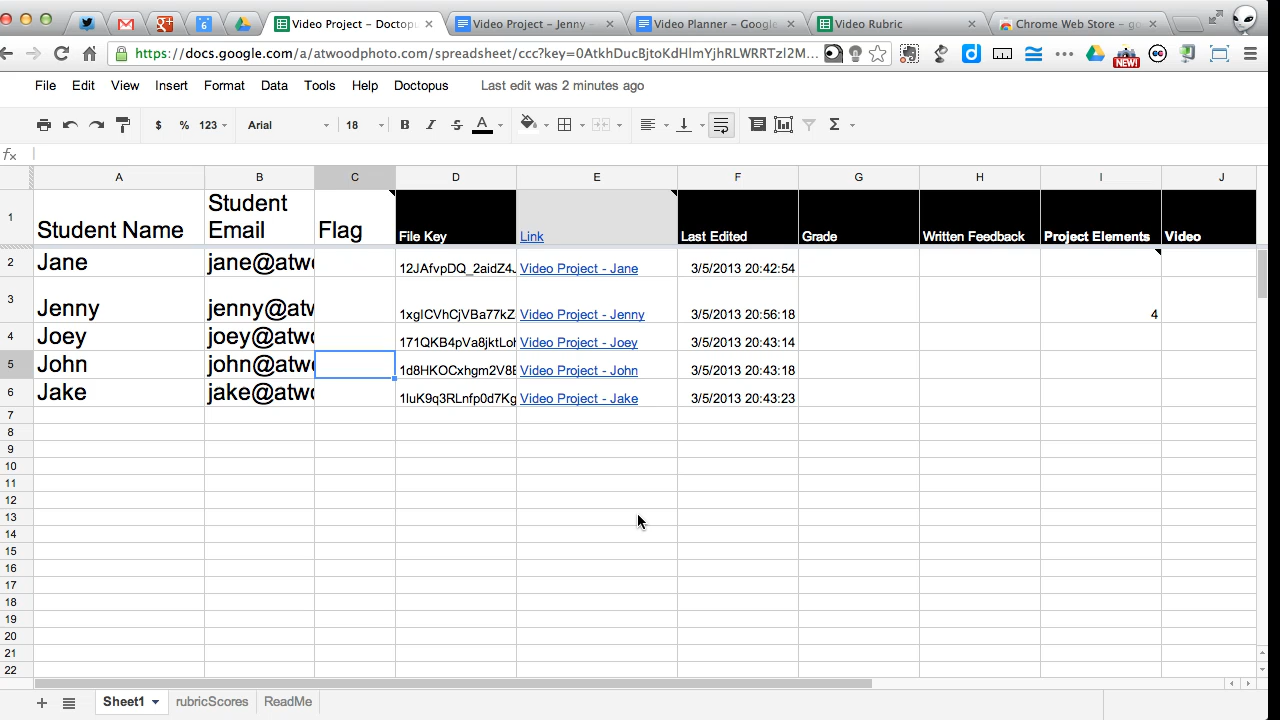 Video Project – Doctop
Video Project – Jenny –
Video Planner – Google
Video Rubric
Chrome Web Store – go
6
https://docs.google.com/a/atwoodphoto.com/spreadsheet/ccc?key=0AtkhDucBjtoKdHlmYjhRLWRRTzl2M...
NEW!
File Edit View Insert Format Data Tools Help Doctopus Last edit was 2 minutes ago
$ % 123 Arial 18 B I S A Σ
fx
A B C D E F G H I J
1 Student Name Student Email Flag File Key Link Last Edited Grade Written Feedback Project Elements Video
2 Jane jane@atwo 12JAfvpDQ_2aidZ4J Video Project - Jane 3/5/2013 20:42:54
3 Jenny jenny@atw 1xgICVhCjVBa77kZ Video Project - Jenny 3/5/2013 20:56:18 4
4 Joey joey@atwo 171QKB4pVa8jktLoh Video Project - Joey 3/5/2013 20:43:14
5 John john@atwo 1d8HKOCxhgm2V8E Video Project - John 3/5/2013 20:43:18
6 Jake jake@atwo 1luK9q3RLnfp0d7Kg Video Project - Jake 3/5/2013 20:43:23
7
8
9
10
11
12
13
14
15
16
17
18
19
20
21
22
+ Sheet1 rubricScores ReadMe